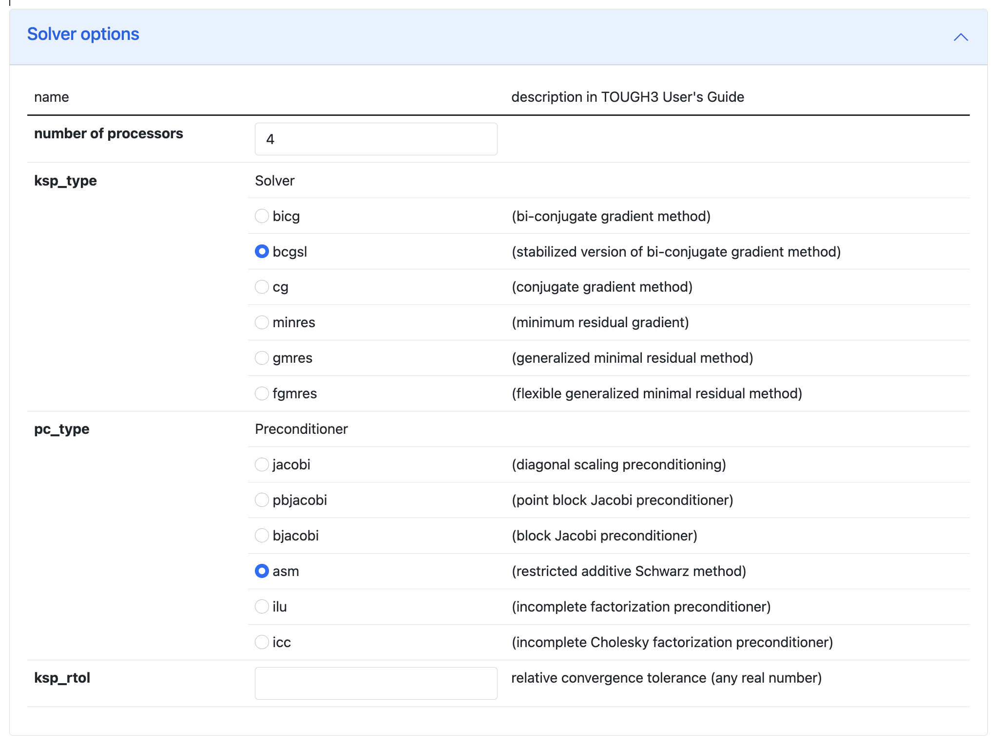 Solver options
name description in TOUGH3 User's Guide
number of processors 4
ksp_type Solver
bicg (bi-conjugate gradient method)
bcgsl (stabilized version of bi-conjugate gradient method)
cg (conjugate gradient method)
minres (minimum residual gradient)
gmres (generalized minimal residual method)
fgmres (flexible generalized minimal residual method)
pc_type Preconditioner
jacobi (diagonal scaling preconditioning)
pbjacobi (point block Jacobi preconditioner)
bjacobi (block Jacobi preconditioner)
asm (restricted additive Schwarz method)
ilu (incomplete factorization preconditioner)
icc (incomplete Cholesky factorization preconditioner)
ksp_rtol relative convergence tolerance (any real number)